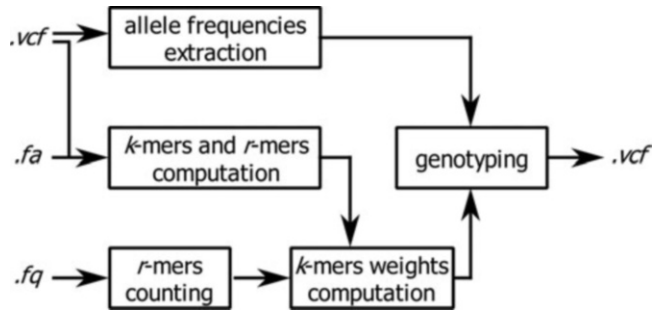 .vcf
allele frequencies
extraction
.fa
k-mers and r-mers
computation
genotyping
.vcf
.fq
r-mers
counting
k-mers weights
computation